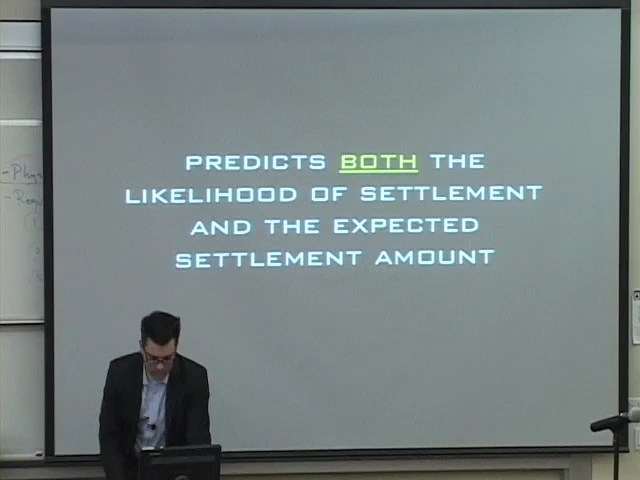 PREDICTS BOTH THE
LIKELIHOOD OF SETTLEMENT
AND THE EXPECTED
SETTLEMENT AMOUNT